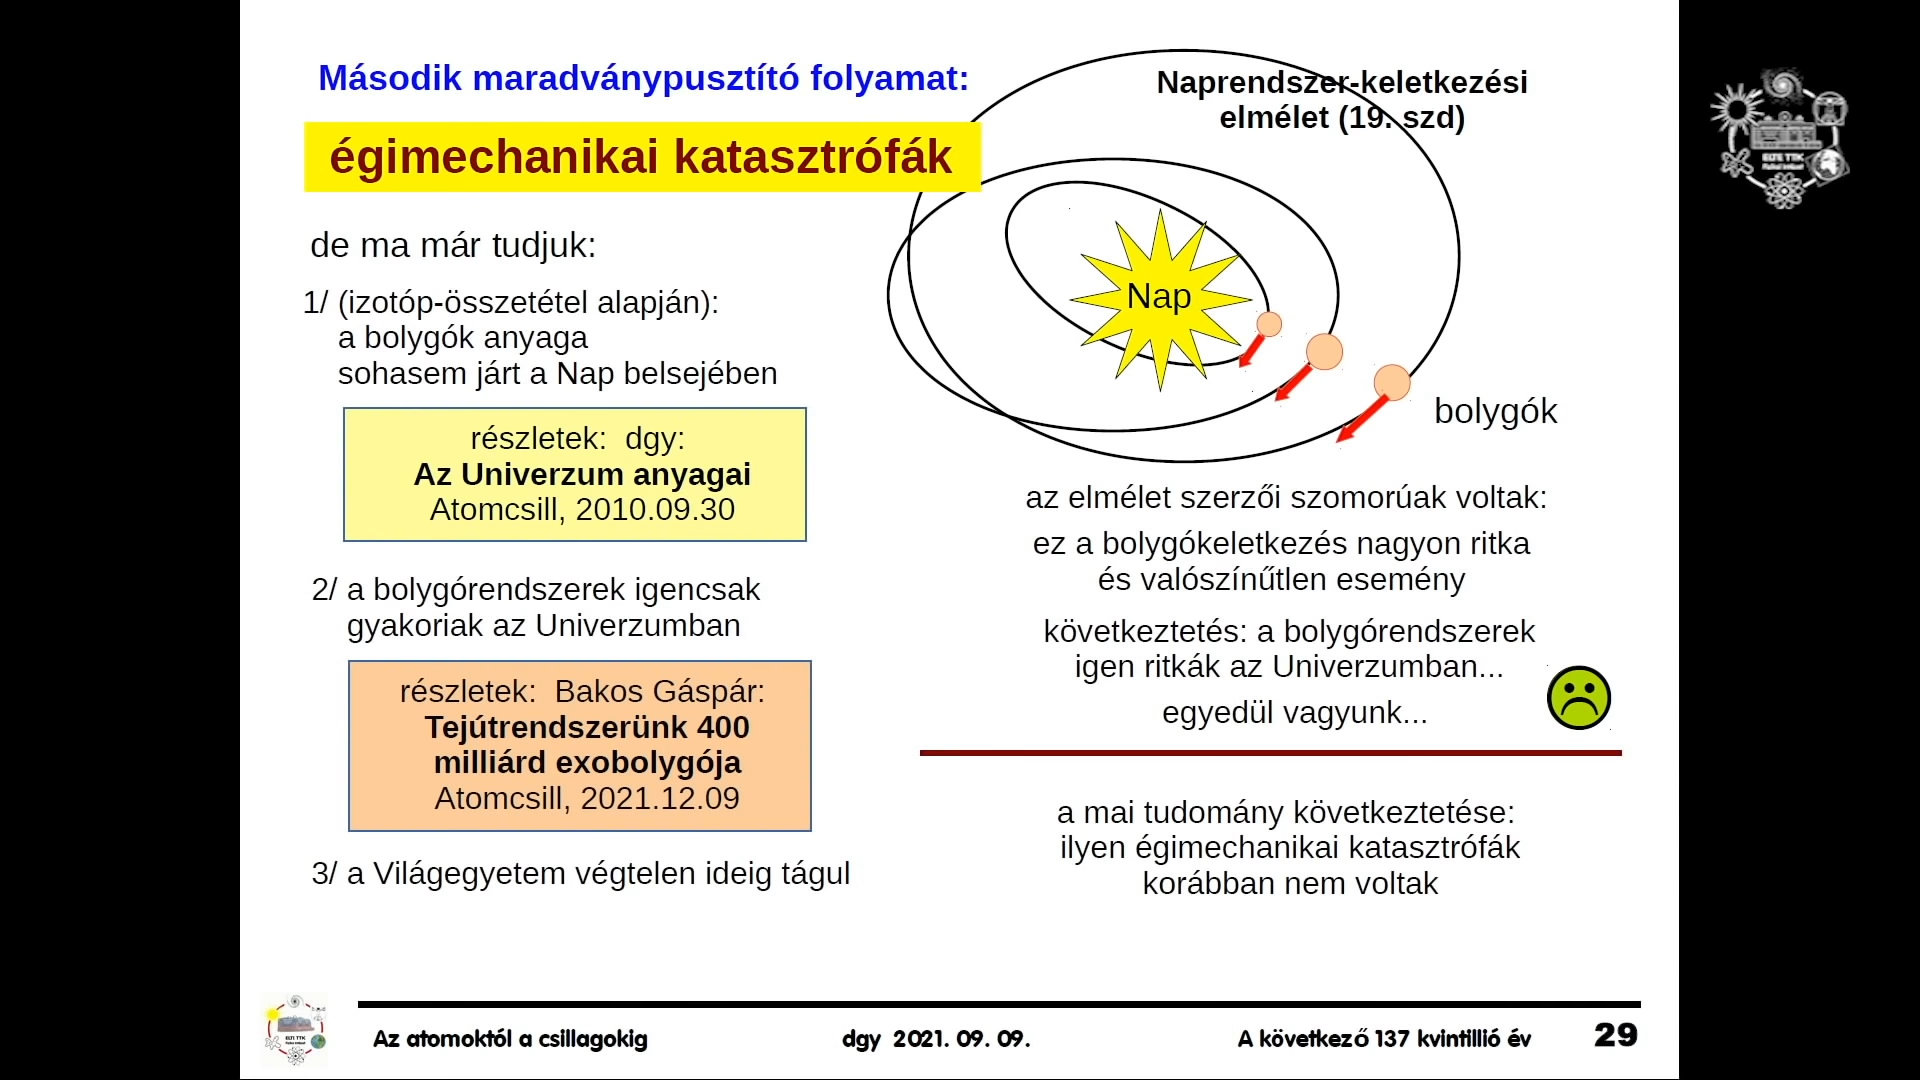 Második maradványpusztító folyamat:
égimechanikai katasztrófák
de ma már tudjuk:
1/ (izotóp-összetétel alapján):
a bolygók anyaga
sohasem járt a Nap belsejében
részletek: dgy:
Az Univerzum anyagai
Atomcsill, 2010.09.30
2/ a bolygórendszerek igencsak
gyakoriak az Univerzumban
részletek: Bakos Gáspár:
Tejútrendszerünk 400
milliárd exobolygója
Atomcsill, 2021.12.09
3/ a Világegyetem végtelen ideig tágul
Naprendszer-keletkezési
elmélet (19. szd)
Nap
bolygók
az elmélet szerzői szomorúak voltak:
ez a bolygókeletkezés nagyon ritka
és valószínűtlen esemény
következtetés: a bolygórendszerek
igen ritkák az Univerzumban...
egyedül vagyunk...
a mai tudomány következtetése:
ilyen égimechanikai katasztrófák
korábban nem voltak
ELTE TTK
Az atomoktól a csillagokig
dgy 2021. 09. 09.
A következő 137 kvintillió év
29
ELTE TTK